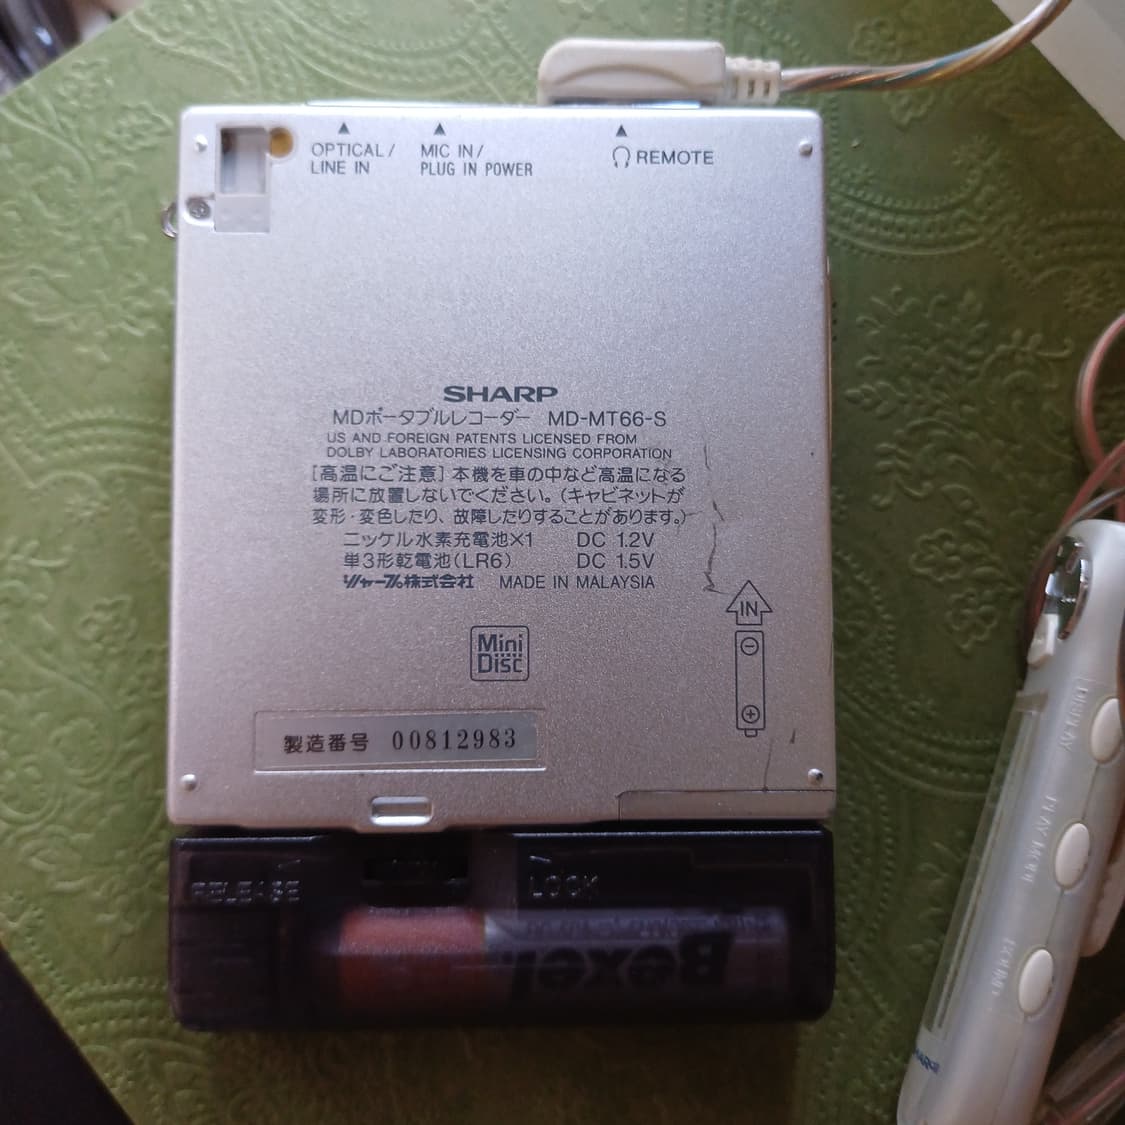 OPTICAL/
LINE IN
MIC IN/
PLUG IN POWER
REMOTE
SHARP
MDポータブルレコーダー MD-MT66-S
US AND FOREIGN PATENTS LICENSED FROM
DOLBY LABORATORIES LICENSING CORPORATION
[高温にご注意]本機を車の中など高温になる
場所に放置しないでください。(キャビネットが
変形・変色したり、故障したりすることがあります。)
ニッケル水素充電池×1 DC 1.2V
単3形乾電池(LR6) DC 1.5V
シャープ株式会社 MADE IN MALAYSIA
IN
Mini
Disc
製造番号 00812983
RELEASE
LOCK
Bexel
DISPLAY
PLAY MODE
SOUND
SHARP